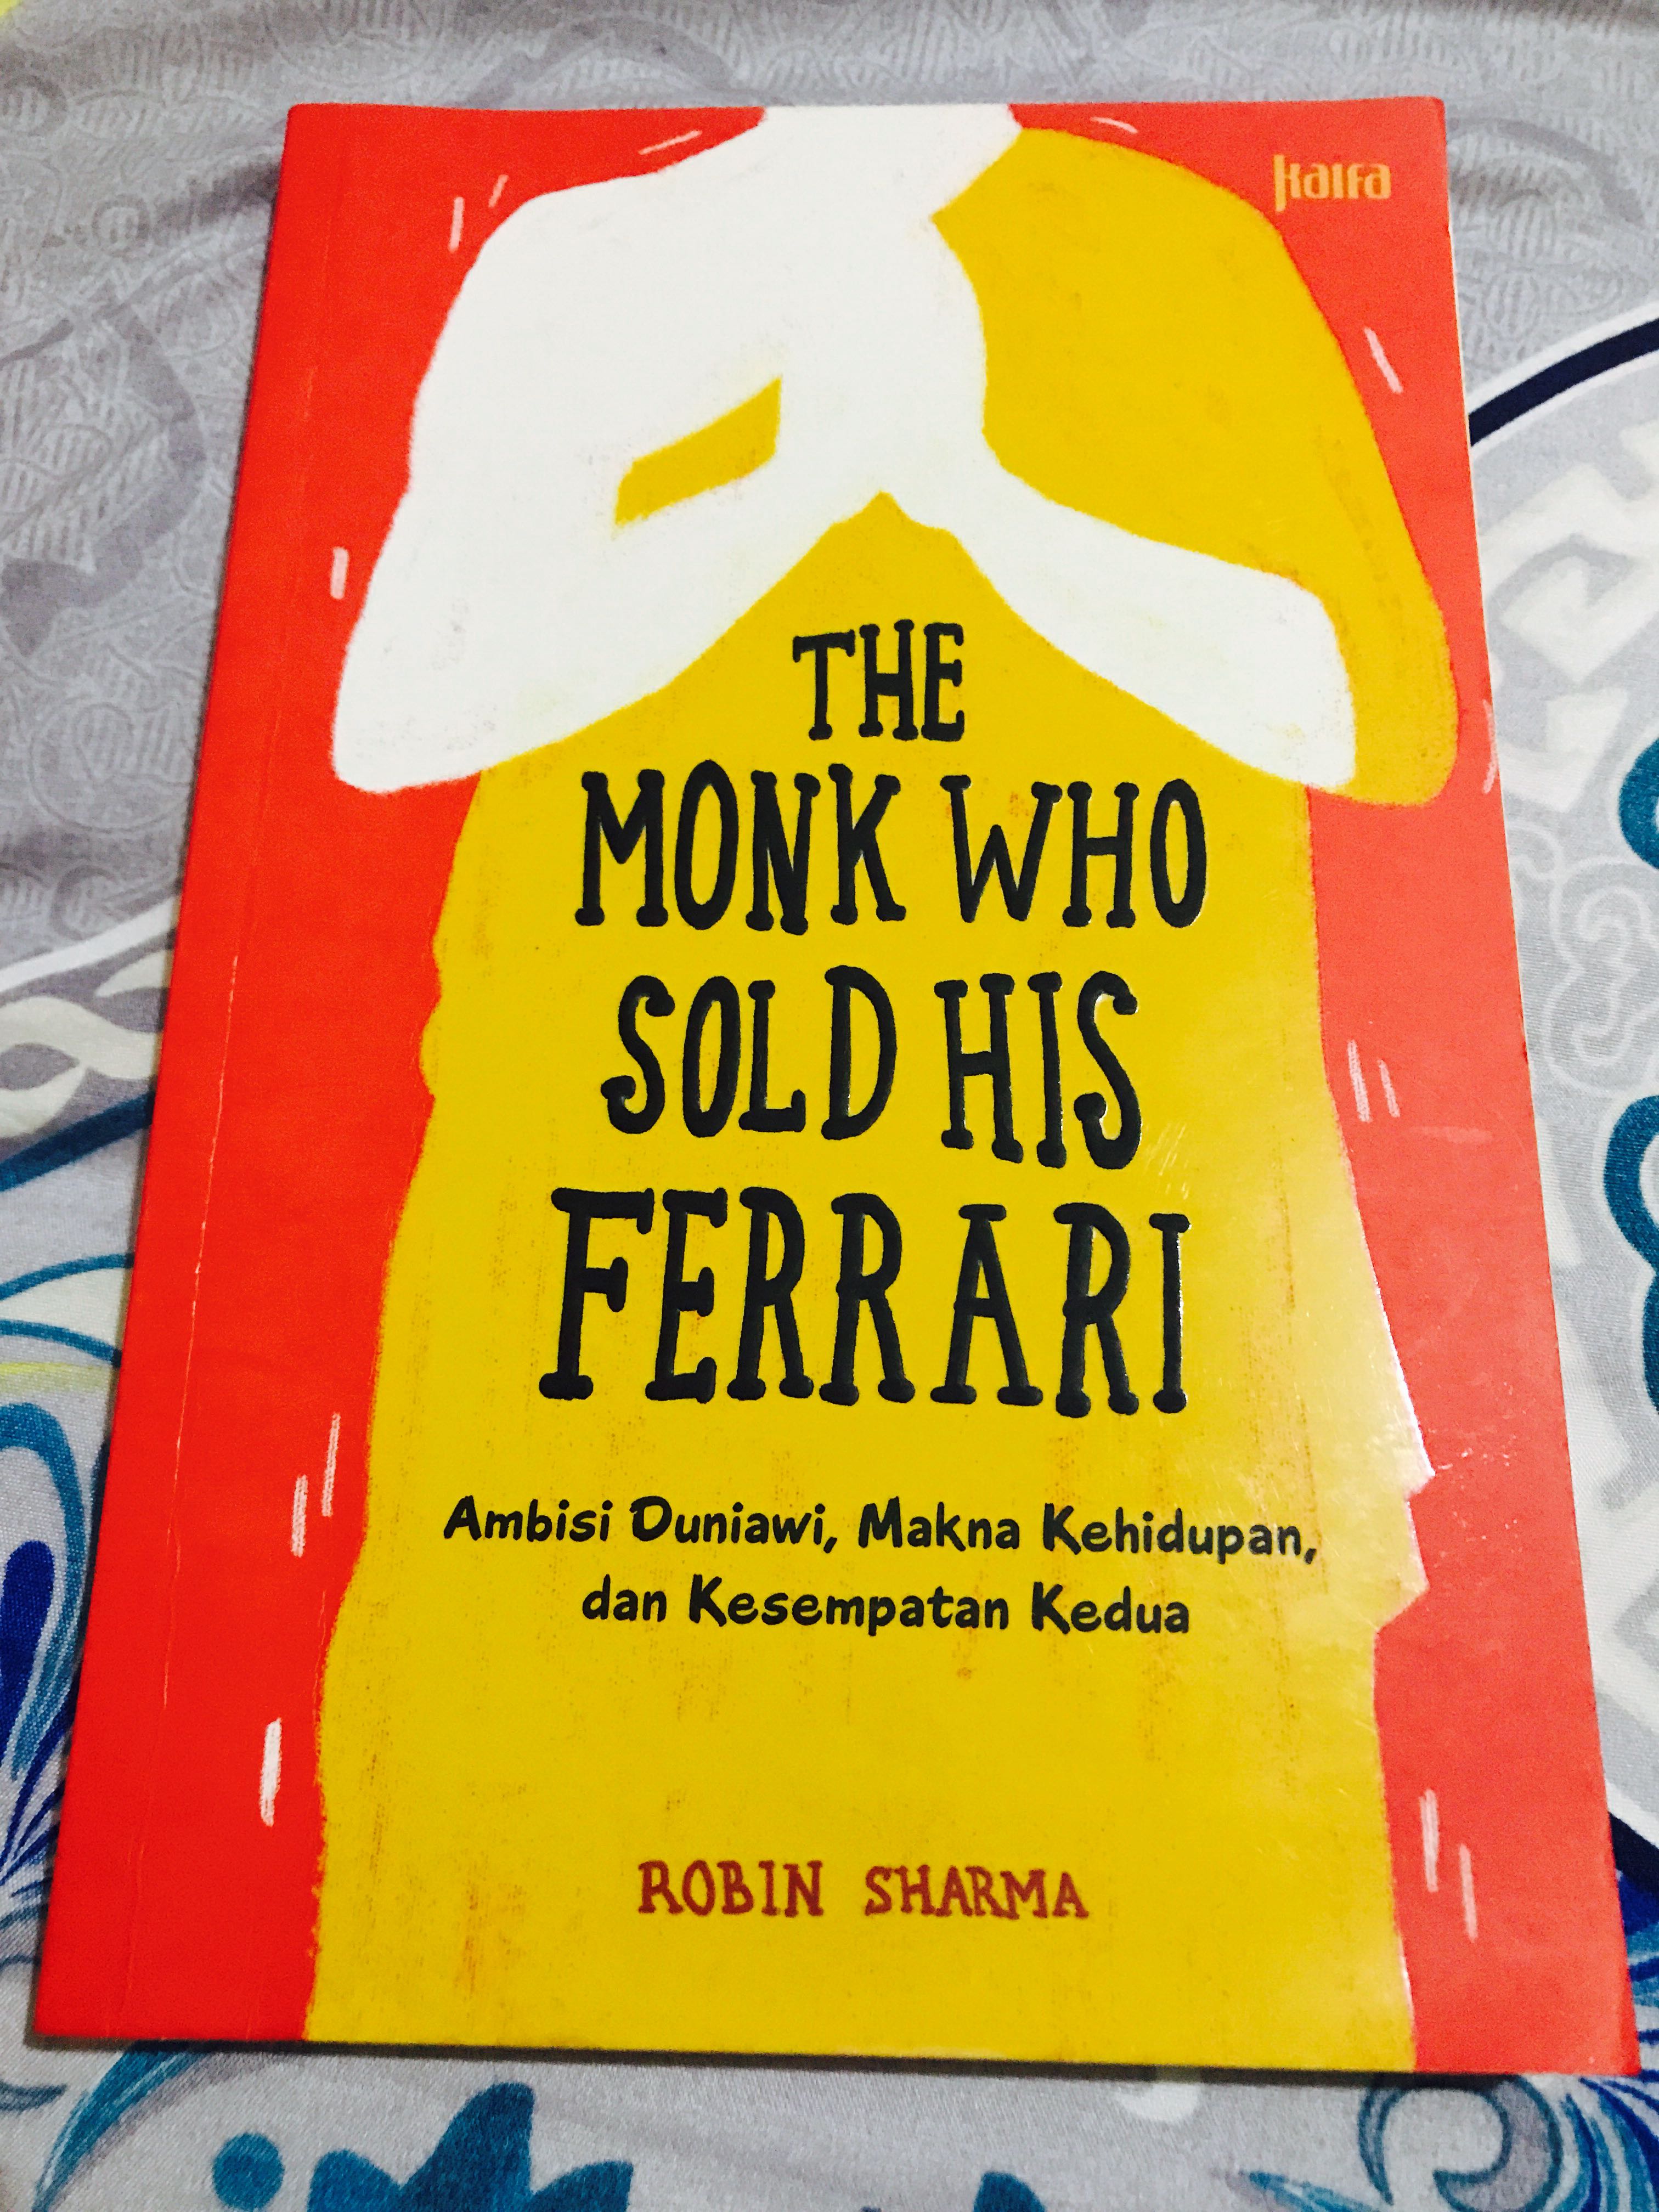 kaifa
THE
MONK WHO
SOLD HIS
FERRARI
Ambisi Duniawi, Makna Kehidupan,
dan Kesempatan Kedua
ROBIN SHARMA